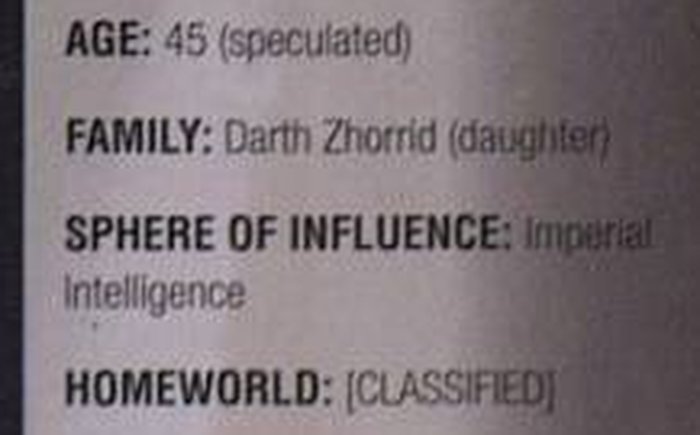 AGE: 45 (speculated)
FAMILY: Darth Zhorrid (daughter)
SPHERE OF INFLUENCE: Imperial
Intelligence
HOMEWORLD: [CLASSIFIED]